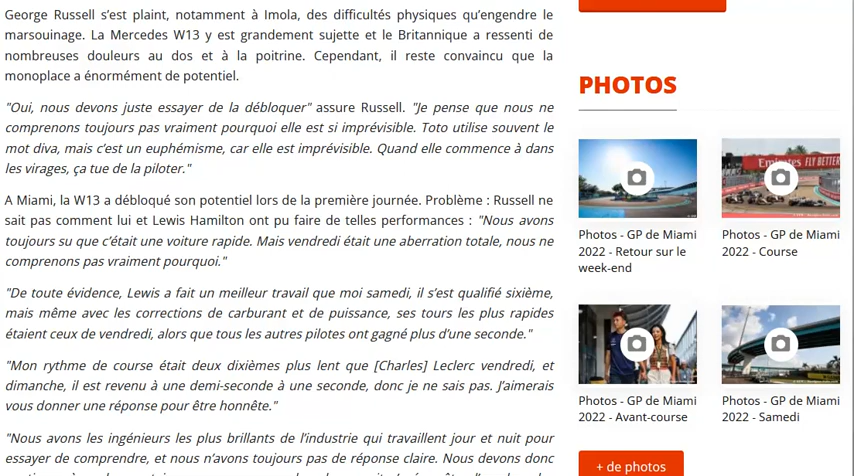 George Russell s’est plaint, notamment à Imola, des difficultés physiques qu’engendre le
marsouinage. La Mercedes W13 y est grandement sujette et le Britannique a ressenti de
nombreuses douleurs au dos et à la poitrine. Cependant, il reste convaincu que la
monoplace a énormément de potentiel.
"Oui, nous devons juste essayer de la débloquer" assure Russell. "Je pense que nous ne
comprenons toujours pas vraiment pourquoi elle est si imprévisible. Toto utilise souvent le
mot diva, mais c’est un euphémisme, car elle est imprévisible. Quand elle commence à dans
les virages, ça tue de la piloter."
A Miami, la W13 a débloqué son potentiel lors de la première journée. Problème : Russell ne
sait pas comment lui et Lewis Hamilton ont pu faire de telles performances : "Nous avons
toujours su que c’était une voiture rapide. Mais vendredi était une aberration totale, nous ne
comprenons pas vraiment pourquoi."
"De toute évidence, Lewis a fait un meilleur travail que moi samedi, il s’est qualifié sixième,
mais même avec les corrections de carburant et de puissance, ses tours les plus rapides
étaient ceux de vendredi, alors que tous les autres pilotes ont gagné plus d’une seconde."
"Mon rythme de course était deux dixièmes plus lent que [Charles] Leclerc vendredi, et
dimanche, il est revenu à une demi-seconde à une seconde, donc je ne sais pas. J’aimerais
vous donner une réponse pour être honnête."
"Nous avons les ingénieurs les plus brillants de l’industrie qui travaillent jour et nuit pour
essayer de comprendre, et nous n’avons toujours pas de réponse claire. Nous devons donc
PHOTOS
Emirates FLY BETTER
Photos - GP de Miami
2022 - Retour sur le
week-end
Photos - GP de Miami
2022 - Course
Photos - GP de Miami
2022 - Avant-course
Photos - GP de Miami
2022 - Samedi
+ de photos